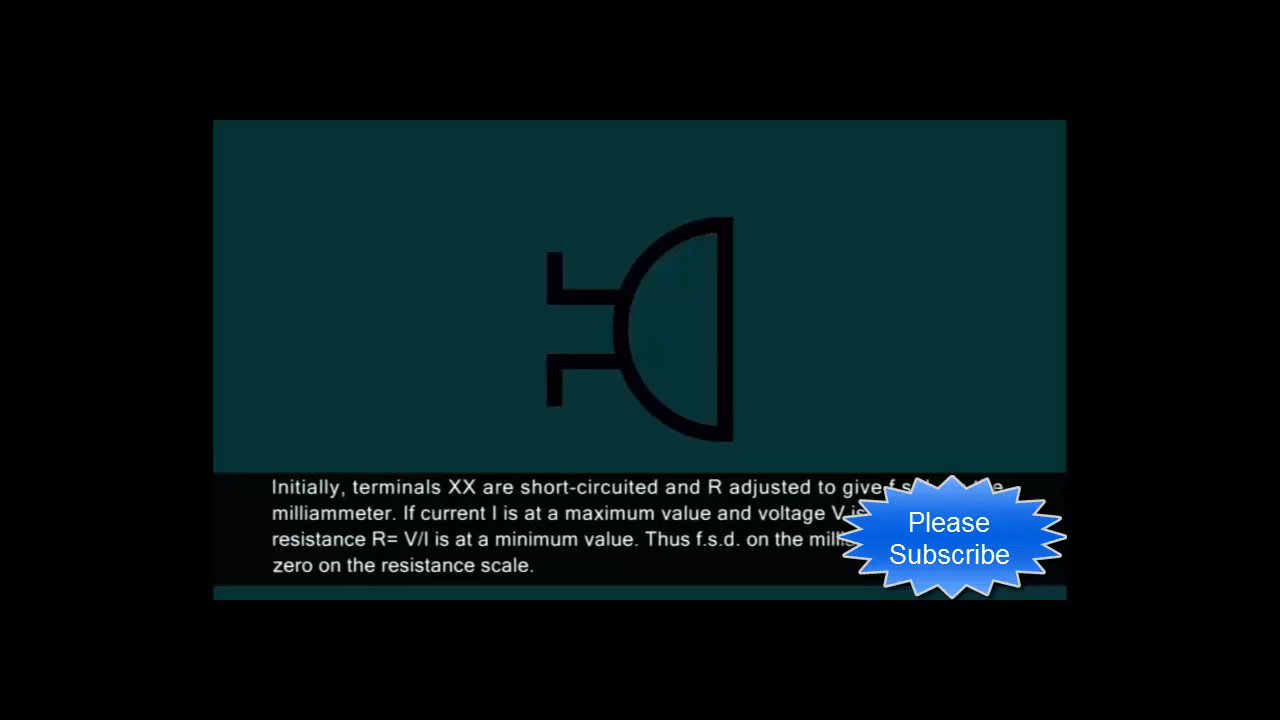 Initially, terminals XX are short-circuited and R adjusted to give
milliammeter. If current I is at a maximum value and voltage V is
resistance R= V/I is at a minimum value. Thus f.s.d. on the
zero on the resistance scale.
Please
Subscribe